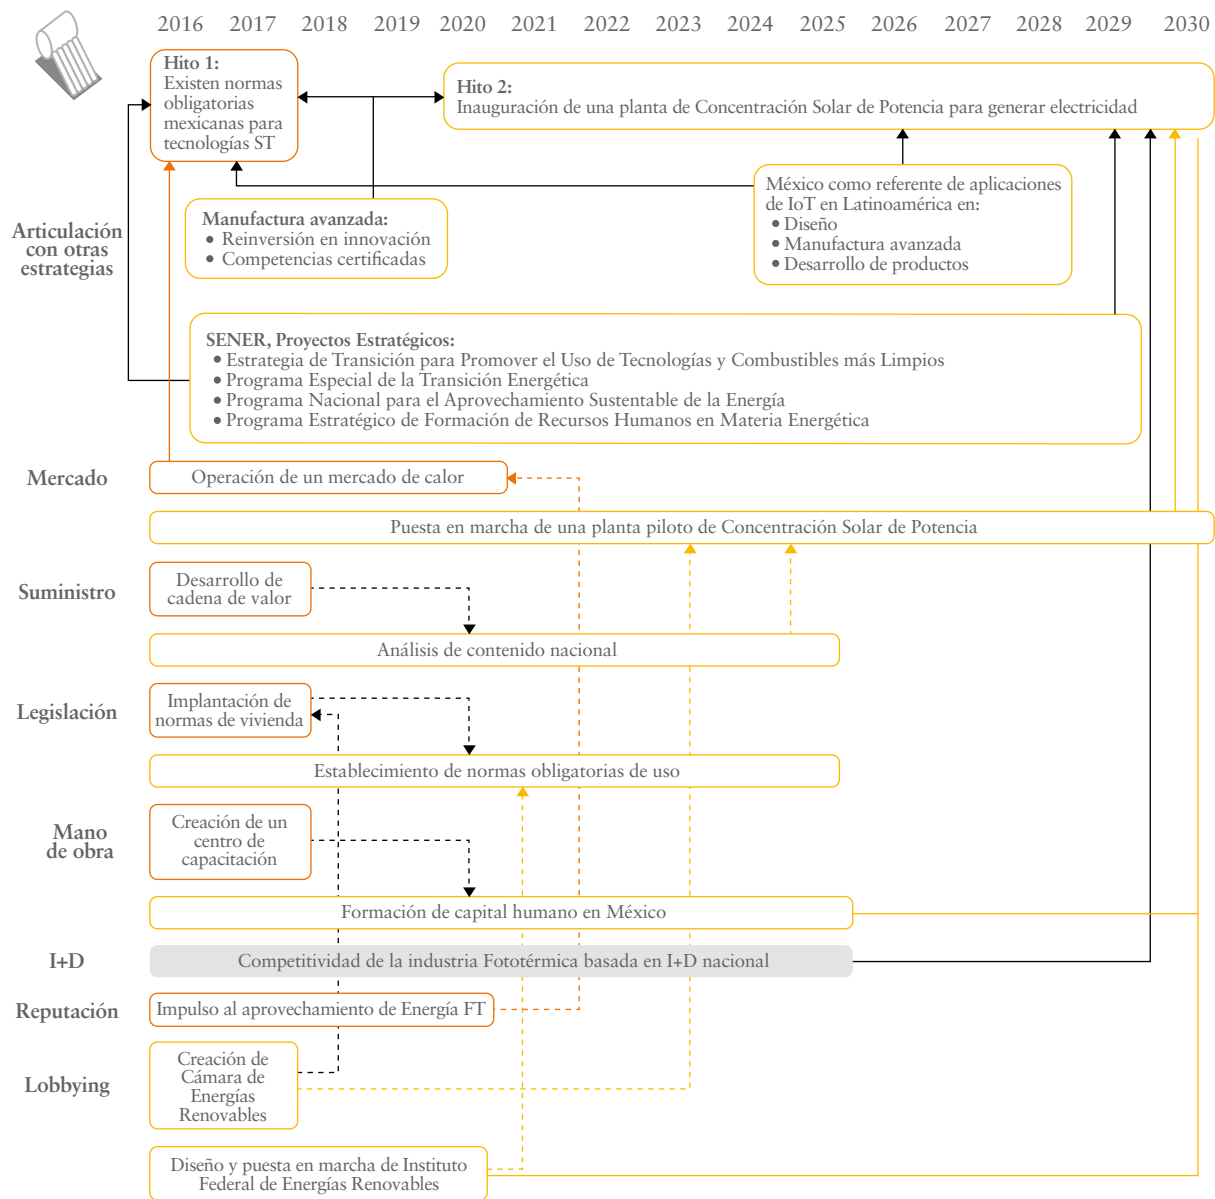 2016 2017 2018 2019 2020 2021 2022 2023 2024 2025 2026 2027 2028 2029 2030
Hito 1:
Existen normas
obligatorias
mexicanas para
tecnologías ST
Hito 2:
Inauguración de una planta de Concentración Solar de Potencia para generar electricidad
Articulación
con otras
estrategias
Manufactura avanzada:
• Reinversión en innovación
• Competencias certificadas
México como referente de aplicaciones
de IoT en Latinoamérica en:
• Diseño
• Manufactura avanzada
• Desarrollo de productos
SENER, Proyectos Estratégicos:
• Estrategia de Transición para Promover el Uso de Tecnologías y Combustibles más Limpios
• Programa Especial de la Transición Energética
• Programa Nacional para el Aprovechamiento Sustentable de la Energía
• Programa Estratégico de Formación de Recursos Humanos en Materia Energética
Mercado
Operación de un mercado de calor
Puesta en marcha de una planta piloto de Concentración Solar de Potencia
Suministro
Desarrollo de
cadena de valor
Análisis de contenido nacional
Legislación
Implantación de
normas de vivienda
Establecimiento de normas obligatorias de uso
Mano
de obra
Creación de un
centro de
capacitación
Formación de capital humano en México
I+D
Competitividad de la industria Fototérmica basada en I+D nacional
Reputación
Impulso al aprovechamiento de Energía FT
Lobbying
Creación de
Cámara de
Energías
Renovables
Diseño y puesta en marcha de Instituto
Federal de Energías Renovables